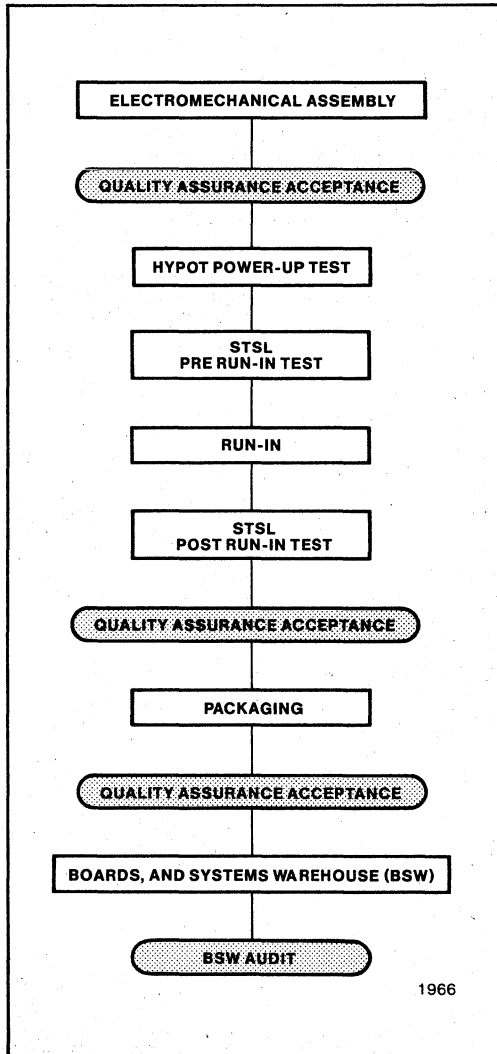 ELECTROMECHANICAL ASSEMBLY
QUALITY ASSURANCE ACCEPTANCE
HYPOT POWER-UP TEST
STSL
PRE RUN-IN TEST
RUN-IN
STSL
POST RUN-IN TEST
QUALITY ASSURANCE ACCEPTANCE
PACKAGING
QUALITY ASSURANCE ACCEPTANCE
BOARDS, AND SYSTEMS WAREHOUSE (BSW)
BSW AUDIT
1966